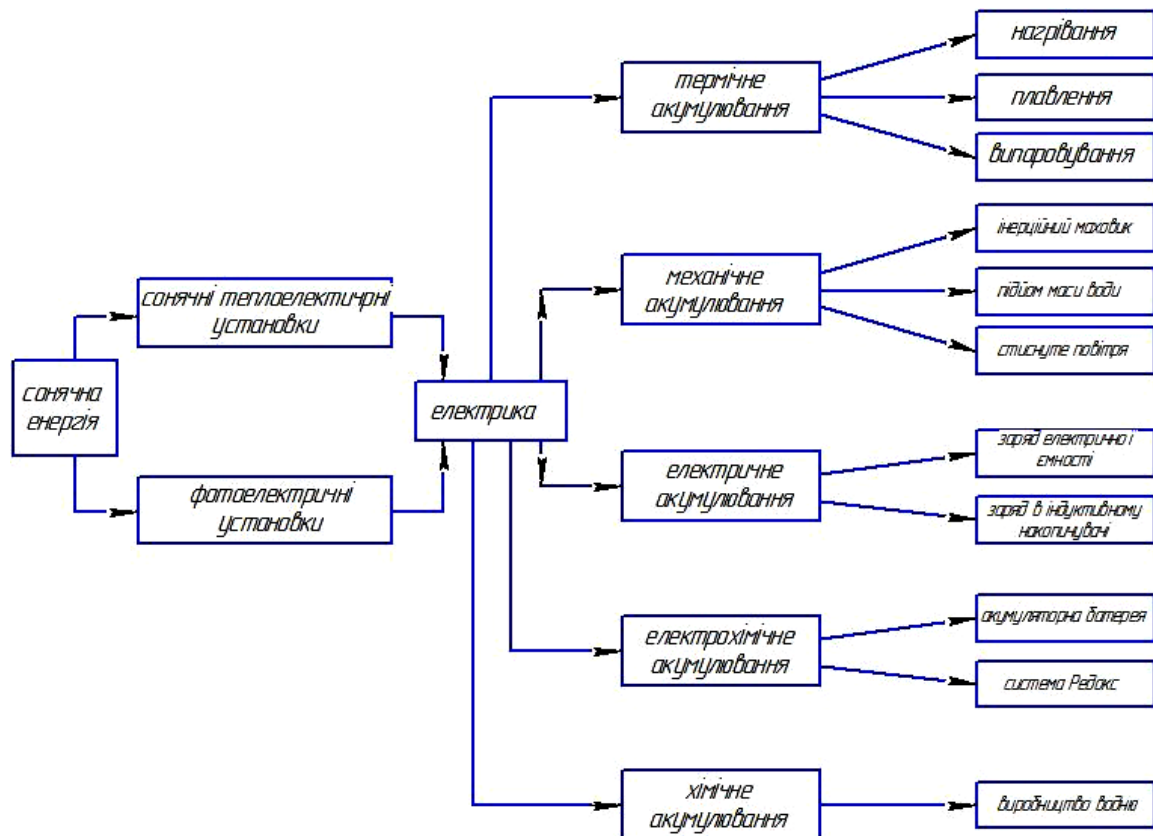 сонячна
енергія
сонячні теплоелектичрні
установки
фотоелектричні
установки
електрика
термічне
акумулювання
нагрівання
плавлення
випаровування
механічне
акумулювання
інерційний маховик
підйом маси води
стиснуте повітря
електричне
акумулювання
заряд електричної
ємності
заряд в індуктивному
накопичувачі
електрохімічне
акумулювання
акумуляторна батерея
система Редокс
хімічне
акумулювання
виробництво водню